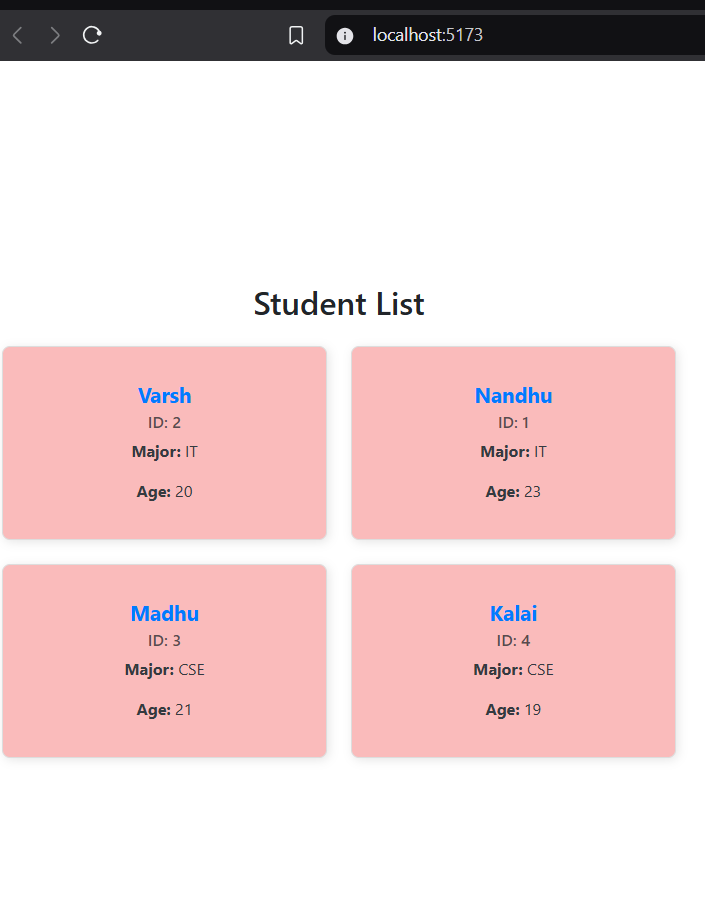 localhost:5173
Student List
Varsh
ID: 2
Major: IT
Age: 20
Nandhu
ID: 1
Major: IT
Age: 23
Madhu
ID: 3
Major: CSE
Age: 21
Kalai
ID: 4
Major: CSE
Age: 19